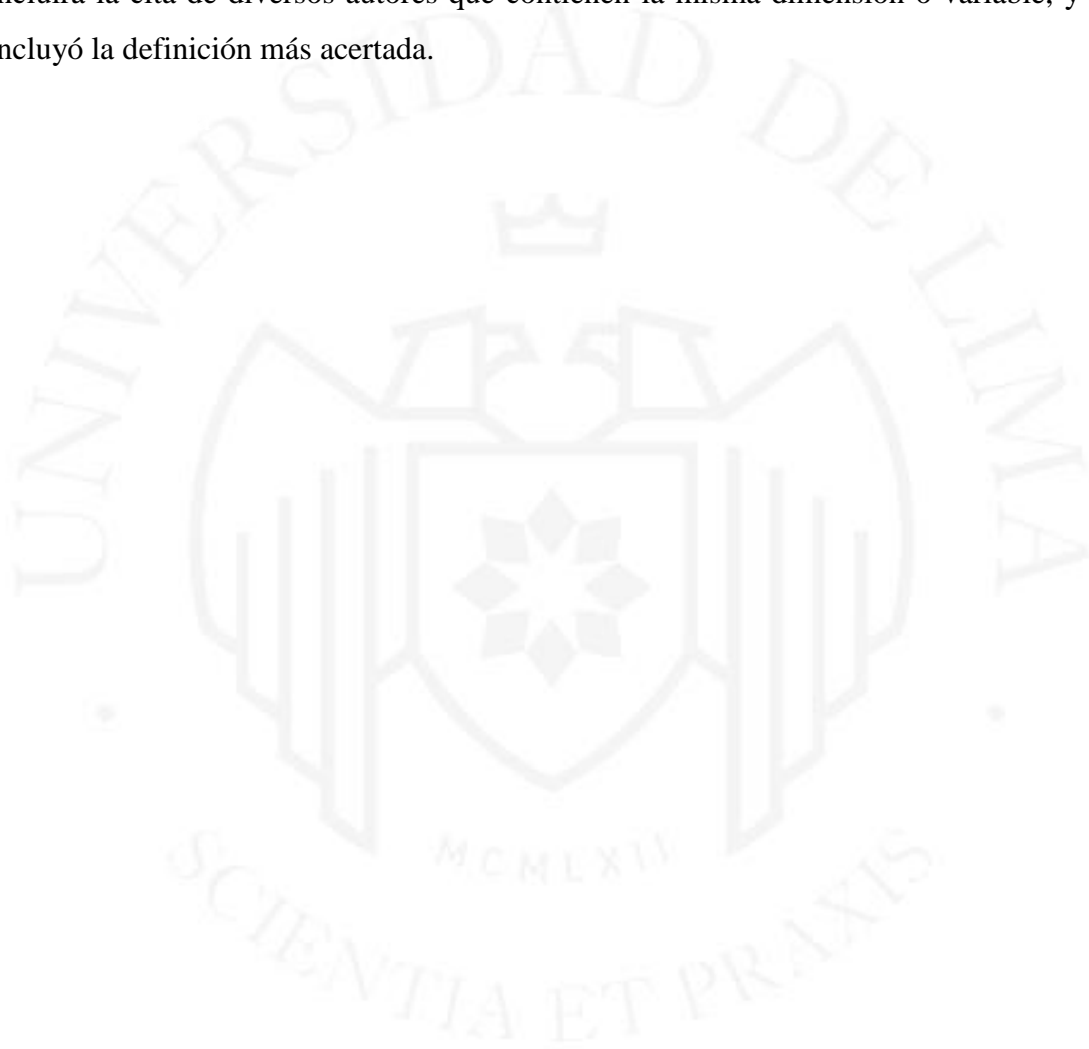 ncluirá la cita de diversos autores que contienen la misma dimensión o variable, y
ncluyó la definición más acertada.
UNIVERSIDAD DE LIMA
MCMLXII
SCIENTIA ET PRAXIS